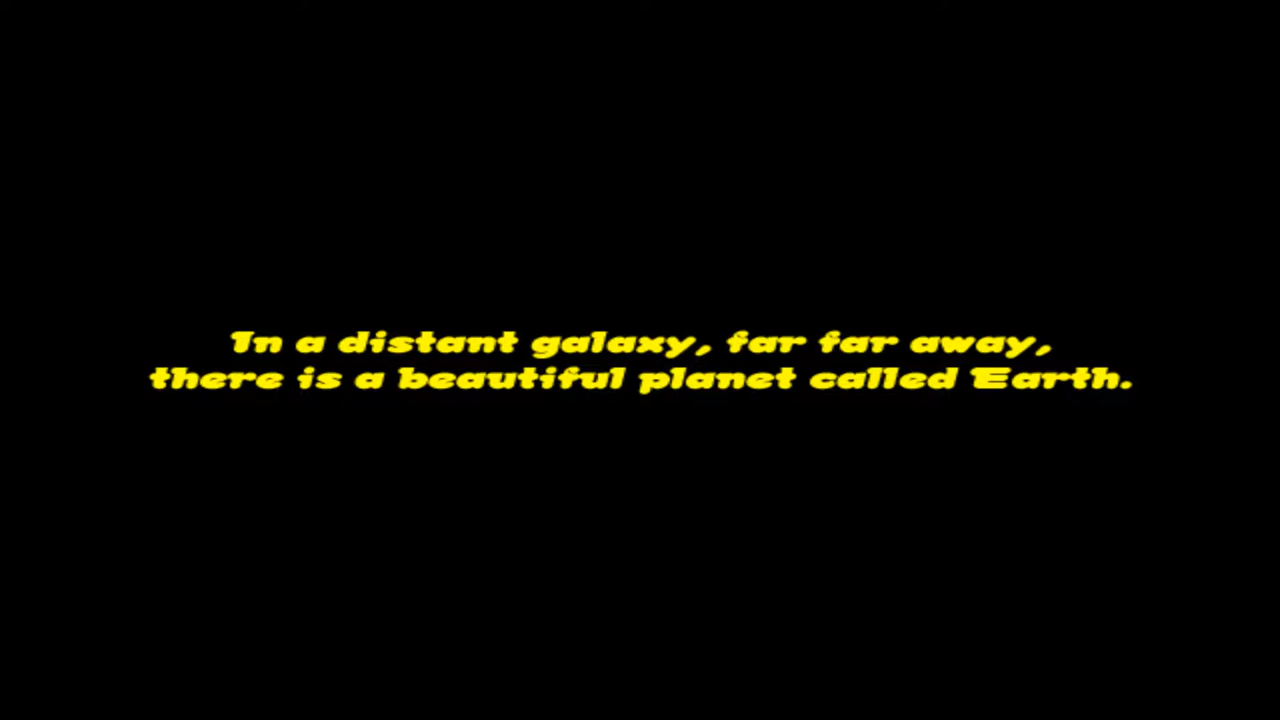 In a distant galaxy, far far away,
there is a beautiful planet called Earth.